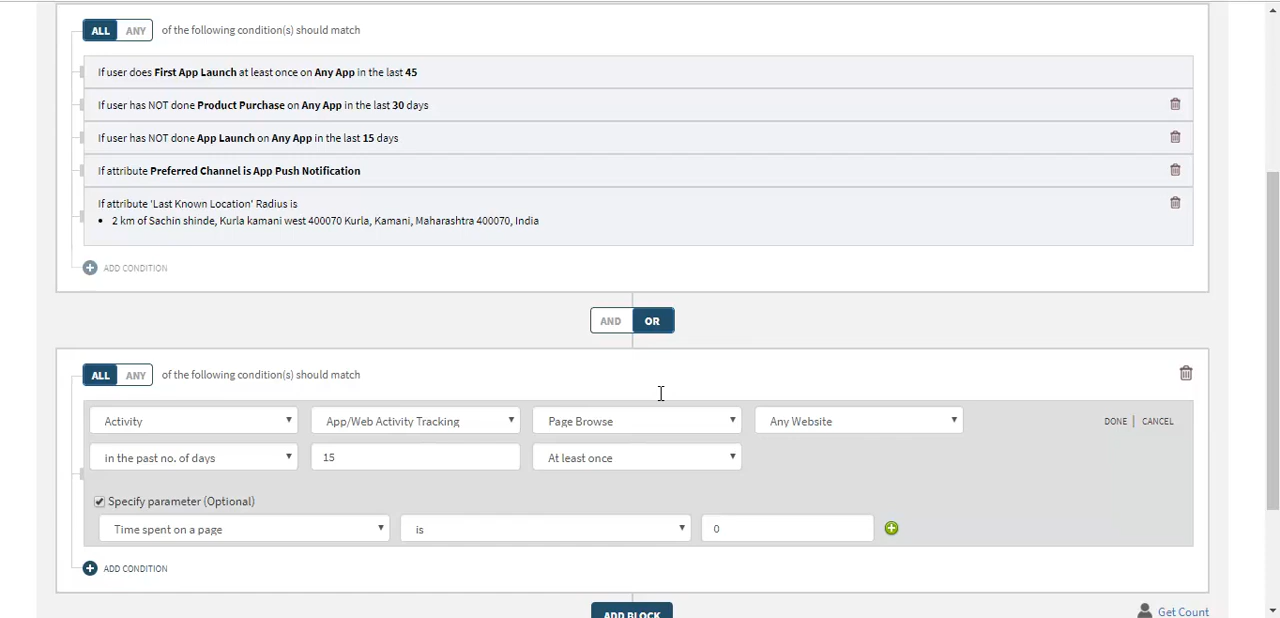 ALL ANY of the following condition(s) should match
If user does First App Launch at least once on Any App in the last 45
If user has NOT done Product Purchase on Any App in the last 30 days
If user has NOT done App Launch on Any App in the last 15 days
If attribute Preferred Channel is App Push Notification
If attribute 'Last Known Location' Radius is
• 2 km of Sachin shinde, Kurla kamani west 400070 Kurla, Kamani, Maharashtra 400070, India
ADD CONDITION
AND OR
ALL ANY of the following condition(s) should match
Activity App/Web Activity Tracking Page Browse Any Website DONE | CANCEL
in the past no. of days 15 At least once
Specify parameter (Optional)
Time spent on a page is 0
ADD CONDITION
ADD BLOCK Get Count